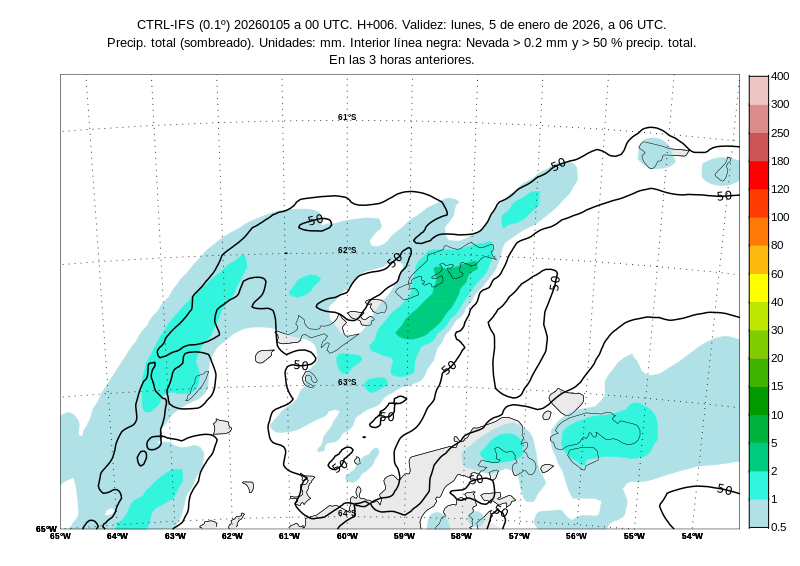 CTRL-IFS (0.1º) 20260105 a 00 UTC. H+006. Validez: lunes, 5 de enero de 2026, a 06 UTC.
Precip. total (sombreado). Unidades: mm. Interior línea negra: Nevada > 0.2 mm y > 50 % precip. total.
En las 3 horas anteriores.
400
300
250
180
120
100
80
60
40
30
20
15
10
5
2
1
0.5
61°S
62°S
63°S
64°S
50
50
50
50
50
50
50
50
50
50
50
50
65°W
65°W
64°W
63°W
62°W
61°W
60°W
59°W
58°W
57°W
56°W
55°W
54°W